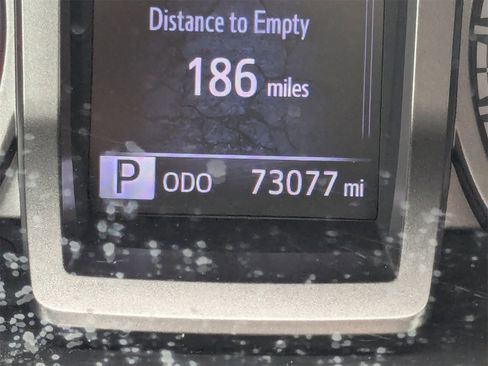 Distance to Empty
186 miles
P ODO 73077 mi